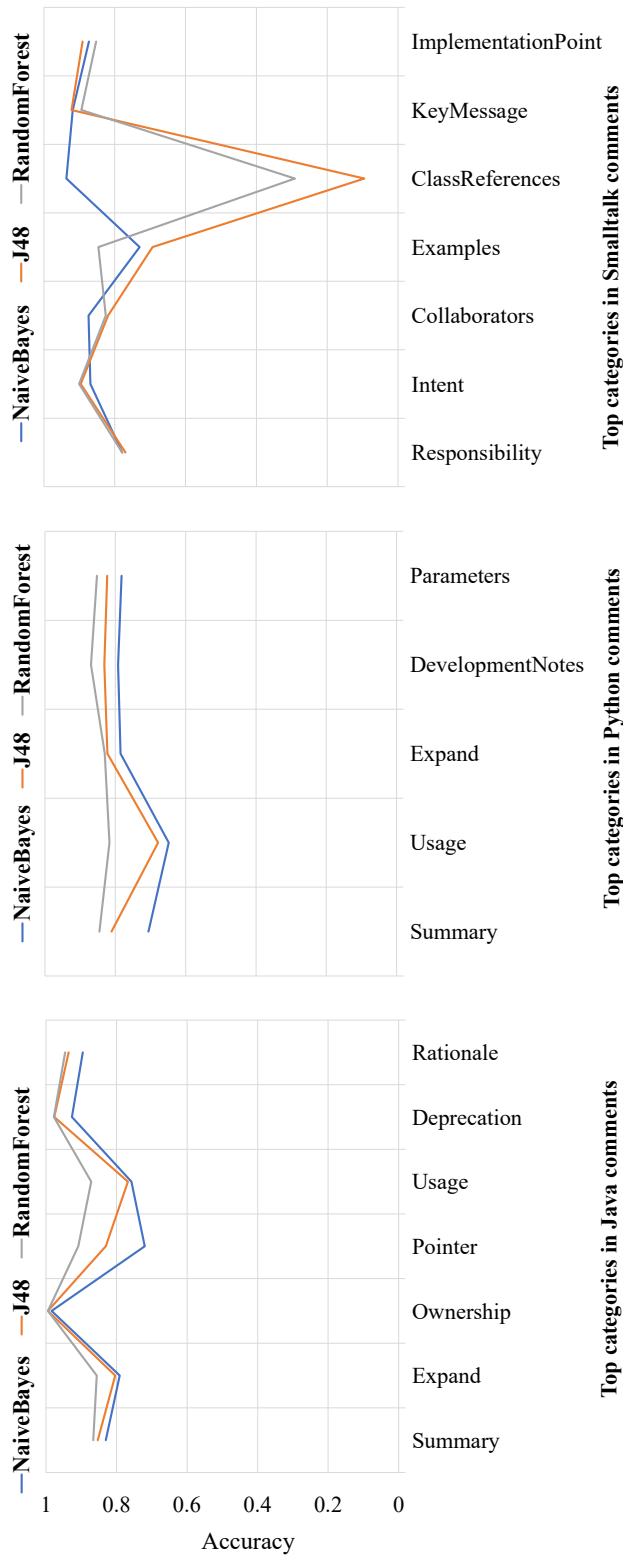 NaiveBayes J48 RandomForest
ImplementationPoint
KeyMessage
ClassReferences
Examples
Collaborators
Intent
Responsibility
Top categories in Smalltalk comments
NaiveBayes J48 RandomForest
Parameters
DevelopmentNotes
Expand
Usage
Summary
Top categories in Python comments
NaiveBayes J48 RandomForest
Rationale
Deprecation
Usage
Pointer
Ownership
Expand
Summary
Top categories in Java comments
1 0.8 0.6 0.4 0.2 0
Accuracy